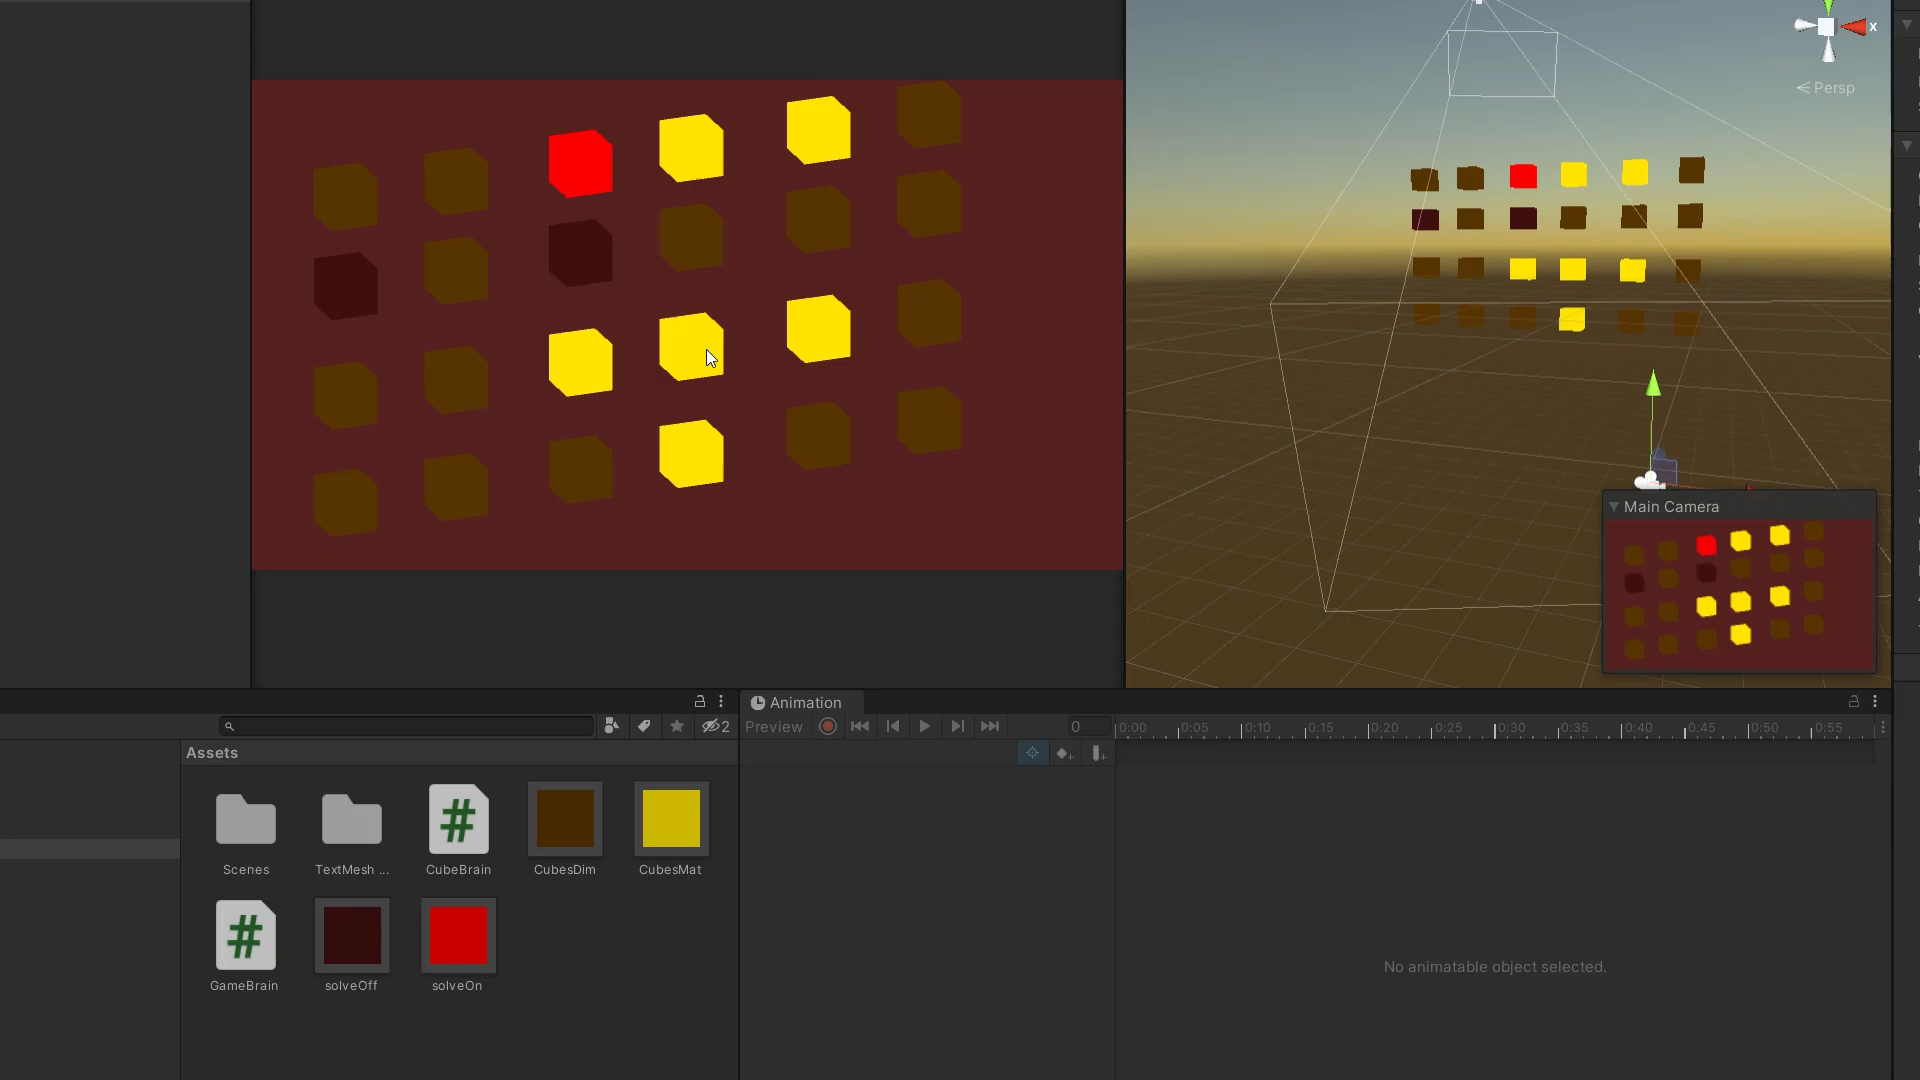 x
Persp
Main Camera
Animation
2
Preview
0
0:00
0:05
0:10
0:15
0:20
0:25
0:30
0:35
0:40
0:45
0:50
0:55
Assets
Scenes
TextMesh ...
#
CubeBrain
CubesDim
CubesMat
#
GameBrain
solveOff
solveOn
No animatable object selected.